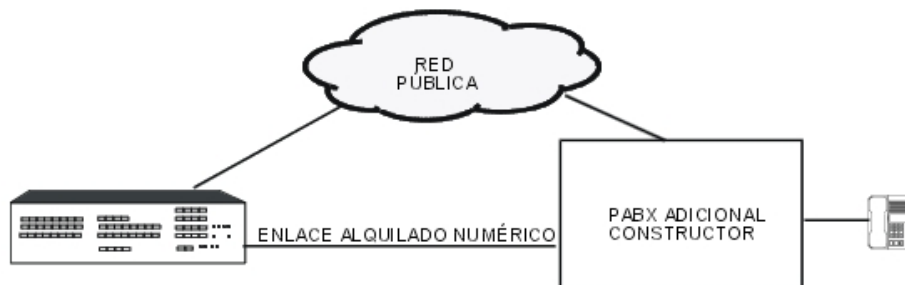 RED
PÚBLICA
ENLACE ALQUILADO NUMÉRICO
PABX ADICIONAL
CONSTRUCTOR